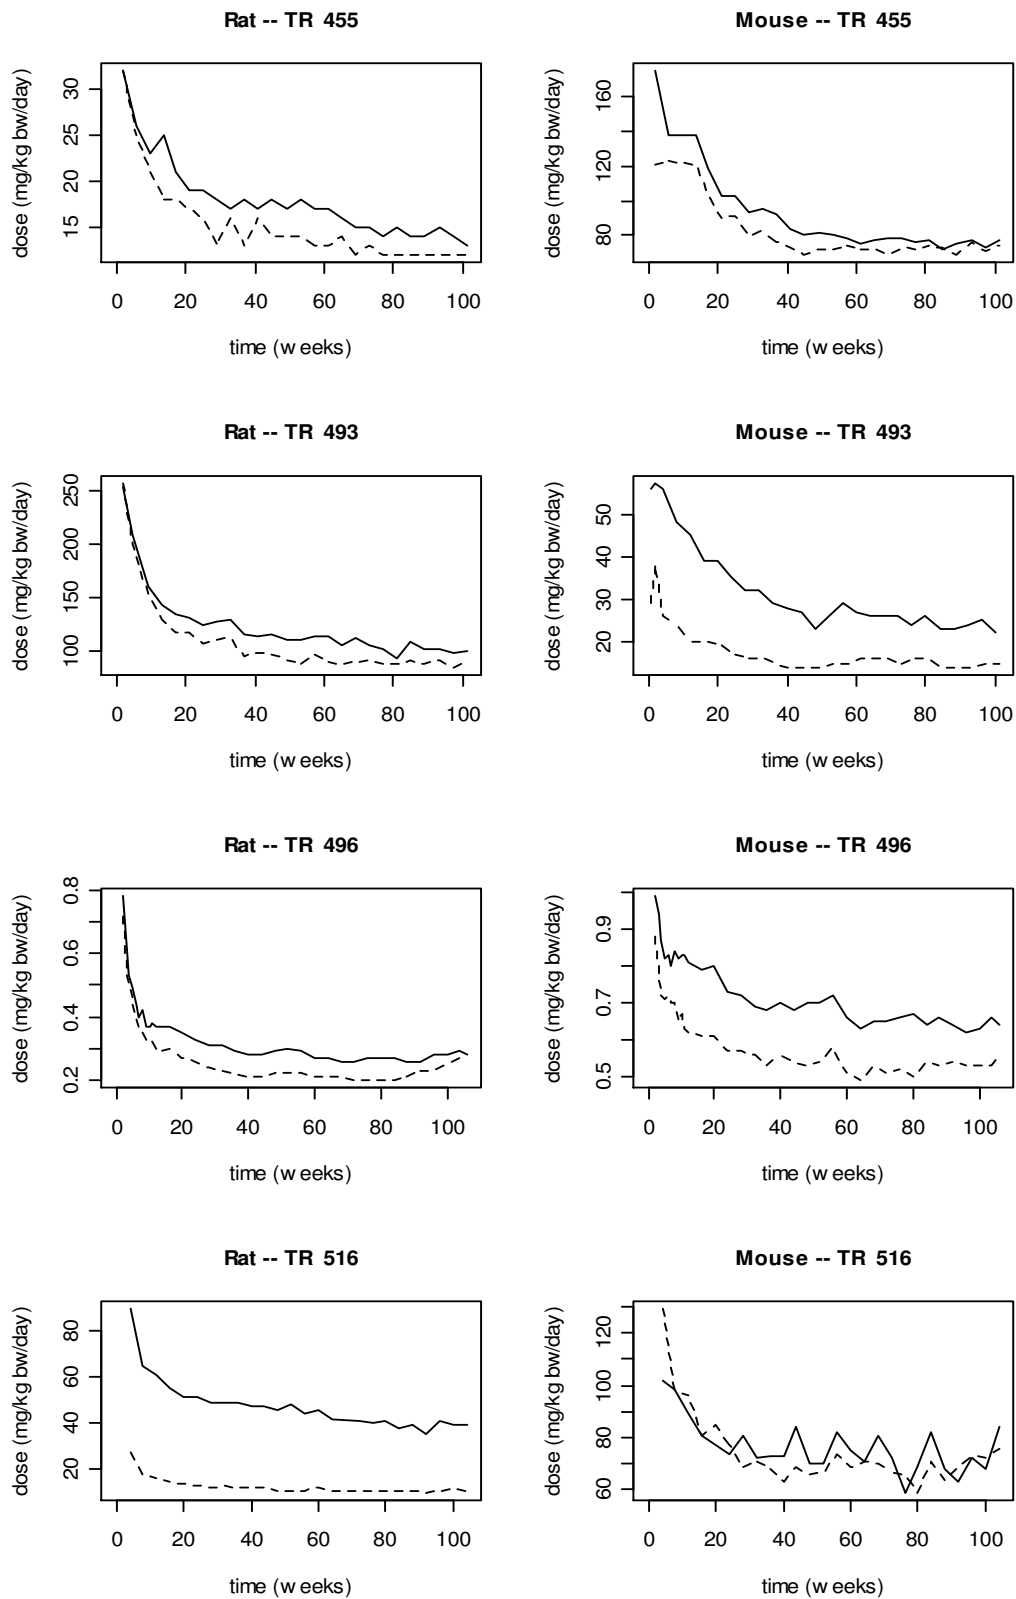 Rat -- TR 455
dose (mg/kg bw/day)
30
25
20
15
0 20 40 60 80 100
time (weeks)
Mouse -- TR 455
dose (mg/kg bw/day)
160
120
80
0 20 40 60 80 100
time (weeks)
Rat -- TR 493
dose (mg/kg bw/day)
250
200
150
100
0 20 40 60 80 100
time (weeks)
Mouse -- TR 493
dose (mg/kg bw/day)
50
40
30
20
0 20 40 60 80 100
time (weeks)
Rat -- TR 496
dose (mg/kg bw/day)
0.8
0.6
0.4
0.2
0 20 40 60 80 100
time (weeks)
Mouse -- TR 496
dose (mg/kg bw/day)
0.9
0.7
0.5
0 20 40 60 80 100
time (weeks)
Rat -- TR 516
dose (mg/kg bw/day)
80
60
40
20
0 20 40 60 80 100
time (weeks)
Mouse -- TR 516
dose (mg/kg bw/day)
120
100
80
60
0 20 40 60 80 100
time (weeks)